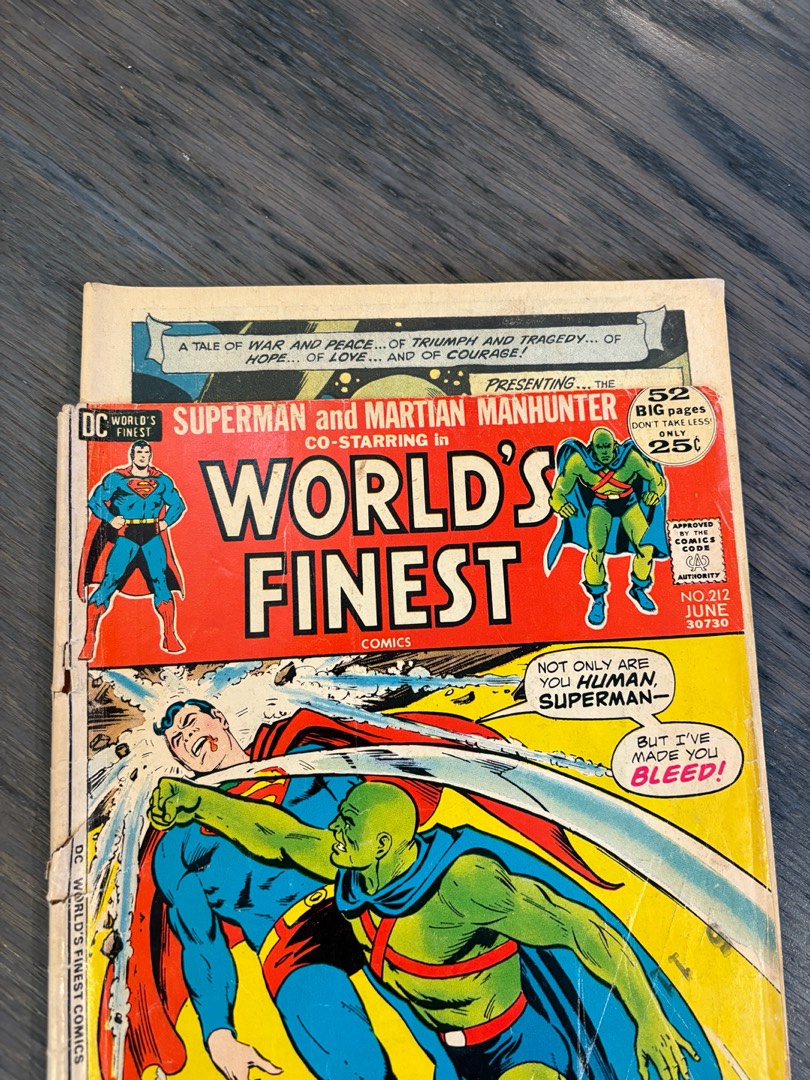 A TALE OF WAR AND PEACE... OF TRIUMPH AND TRAGEDY... OF
HOPE... OF LOVE... AND OF COURAGE!
PRESENTING... THE
DC WORLD'S
FINEST
SUPERMAN and MARTIAN MANHUNTER
CO-STARRING in
WORLD'S
FINEST
COMICS
52
BIG pages
DON'T TAKE LESS!
ONLY
25¢
APPROVED
BY THE
COMICS
CODE
CA
AUTHORITY
NO. 212
JUNE
30730
NOT ONLY ARE
YOU HUMAN,
SUPERMAN—
BUT I'VE
MADE YOU
BLEED!
DC WORLD'S FINEST COMICS